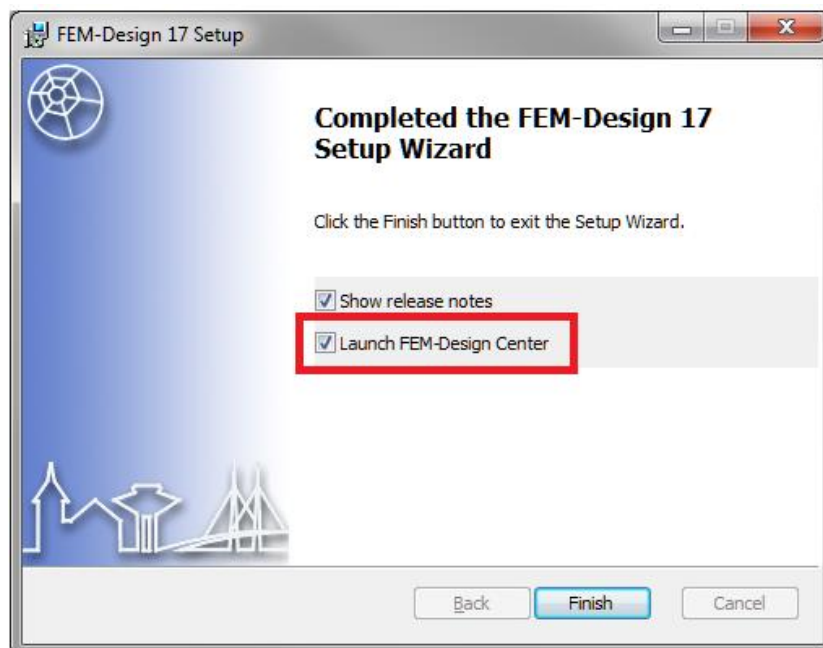 FEM-Design 17 Setup
Completed the FEM-Design 17
Setup Wizard
Click the Finish button to exit the Setup Wizard.
Show release notes
Launch FEM-Design Center
Back
Finish
Cancel